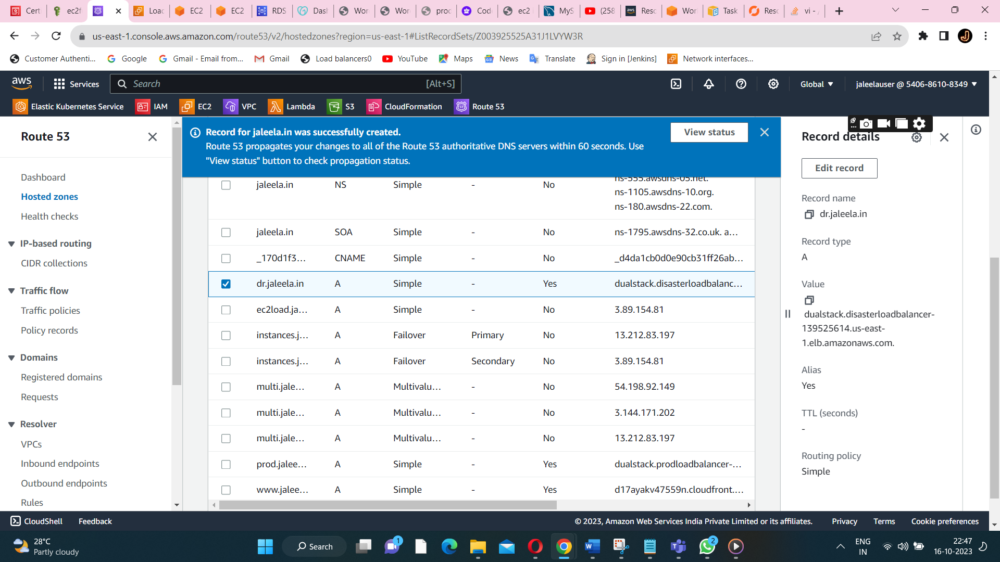 Cert
ec2f
Loac
EC2
EC2
RDS
Dash
Wor
Wor
proc
Cod
ec2 i
MyS
(258
Resc
Wor
Task
Resc
vi -
us-east-1.console.aws.amazon.com/route53/v2/hostedzones?region=us-east-1#ListRecordSets/Z003925525A31J1LVYW3R
Customer Authenti...
Google
Gmail - Email from...
Gmail
Load balancers0
YouTube
Maps
News
Translate
Sign in [Jenkins]
Network interfaces...
aws
Services
Search
[Alt+S]
Global
jaleelauser @ 5406-8610-8349
Elastic Kubernetes Service
IAM
EC2
VPC
Lambda
S3
CloudFormation
Route 53
Route 53
Dashboard
Hosted zones
Health checks
IP-based routing
CIDR collections
Traffic flow
Traffic policies
Policy records
Domains
Registered domains
Requests
Resolver
VPCs
Inbound endpoints
Outbound endpoints
Rules
Record for jaleela.in was successfully created.
Route 53 propagates your changes to all of the Route 53 authoritative DNS servers within 60 seconds. Use
"View status" button to check propagation status.
View status
ns-555.awsdns-05.net.
jaleela.in NS Simple - No
ns-1105.awsdns-10.org.
ns-180.awsdns-22.com.
jaleela.in SOA Simple - No ns-1795.awsdns-32.co.uk. a...
_170d1f3... CNAME Simple - No _d4da1cb0d0e90cb31ff26ab...
dr.jaleela.in A Simple - Yes dualstack.disasterloadbalanc...
ec2load.ja... A Simple - No 3.89.154.81
instances.j... A Failover Primary No 13.212.83.197
instances.j... A Failover Secondary No 3.89.154.81
multi.jale... A Multivalu... - No 54.198.92.149
multi.jale... A Multivalu... - No 3.144.171.202
multi.jale... A Multivalu... - No 13.212.83.197
prod.jalee... A Simple - Yes dualstack.prodloadbalancer-...
www.jalee... A Simple - Yes d17ayakv47559n.cloudfront....
Record details
Edit record
Record name
dr.jaleela.in
Record type
A
Value
dualstack.disasterloadbalancer-
139525614.us-east-
1.elb.amazonaws.com.
Alias
Yes
TTL (seconds)
-
Routing policy
Simple
CloudShell
Feedback
© 2023, Amazon Web Services India Private Limited or its affiliates.
Privacy
Terms
Cookie preferences
28°C
Partly cloudy
Search
1
2
ENG
IN
22:47
16-10-2023